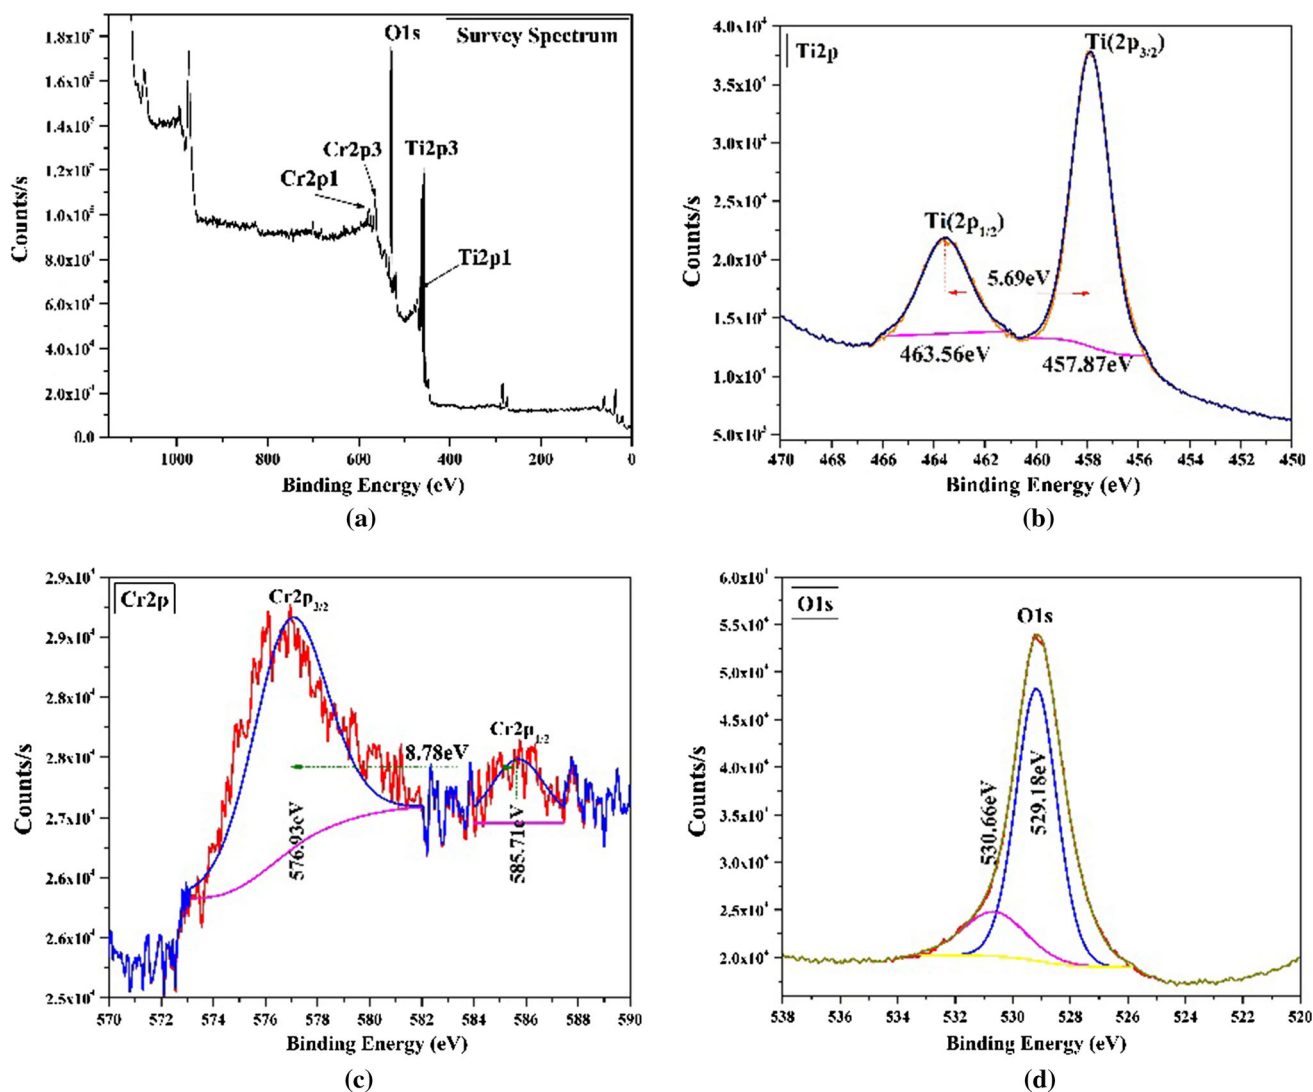 Survey Spectrum
O1s
Cr2p3
Ti2p3
Cr2p1
Ti2p1
Counts/s
1.8x10⁵
1.6x10⁵
1.4x10⁵
1.2x10⁵
1.0x10⁵
8.0x10⁴
6.0x10⁴
4.0x10⁴
2.0x10⁴
0.0
1000 800 600 400 200 0
Binding Energy (eV)
(a)
Ti2p
Ti(2p3/2)
Ti(2p1/2)
5.69eV
463.56eV
457.87eV
Counts/s
4.0x10⁴
3.5x10⁴
3.0x10⁴
2.5x10⁴
2.0x10⁴
1.5x10⁴
1.0x10⁴
5.0x10³
470 468 466 464 462 460 458 456 454 452 450
Binding Energy (eV)
(b)
Cr2p
Cr2p3/2
Cr2p1/2
8.78eV
576.93eV
585.71eV
Counts/s
2.9x10⁴
2.9x10⁴
2.8x10⁴
2.8x10⁴
2.7x10⁴
2.6x10⁴
2.6x10⁴
2.5x10⁴
570 572 574 576 578 580 582 584 586 588 590
Binding Energy (eV)
(c)
O1s
O1s
530.66eV
529.18eV
Counts/s
6.0x10⁴
5.5x10⁴
5.0x10⁴
4.5x10⁴
4.0x10⁴
3.5x10⁴
3.0x10⁴
2.5x10⁴
2.0x10⁴
538 536 534 532 530 528 526 524 522 520
Binding Energy (eV)
(d)